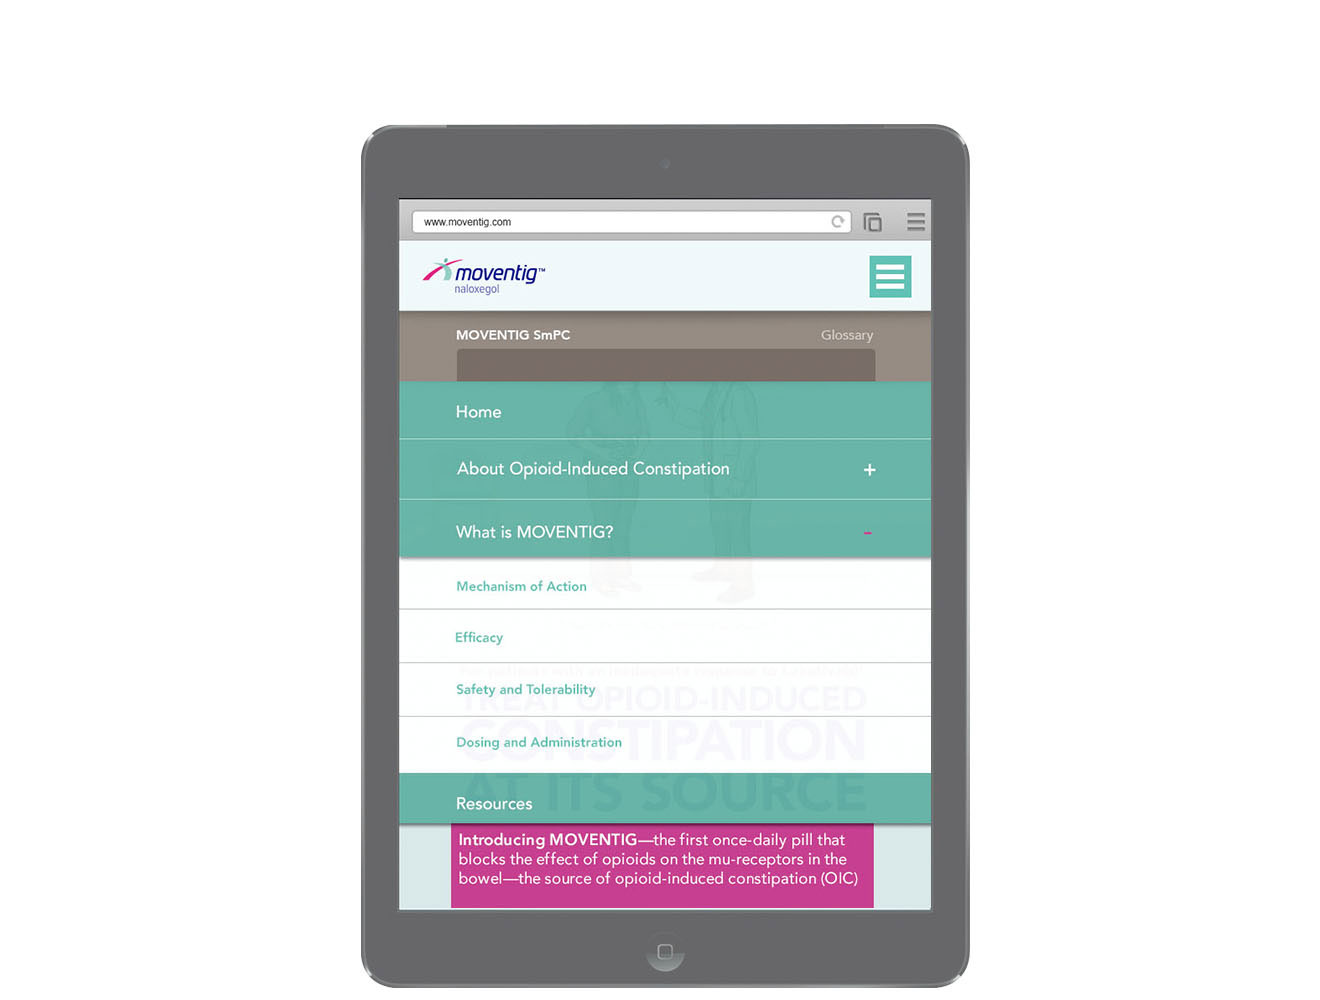 www.moventig.com
moventig™
naloxegol
MOVENTIG SmPC
Glossary
Home
About Opioid-Induced Constipation +
What is MOVENTIG? -
Mechanism of Action
Efficacy
Safety and Tolerability
TREAT OPIOID-INDUCED
Dosing and Administration
CONSTIPATION
AT ITS SOURCE
Resources
Introducing MOVENTIG—the first once-daily pill that
blocks the effect of opioids on the mu-receptors in the
bowel—the source of opioid-induced constipation (OIC)